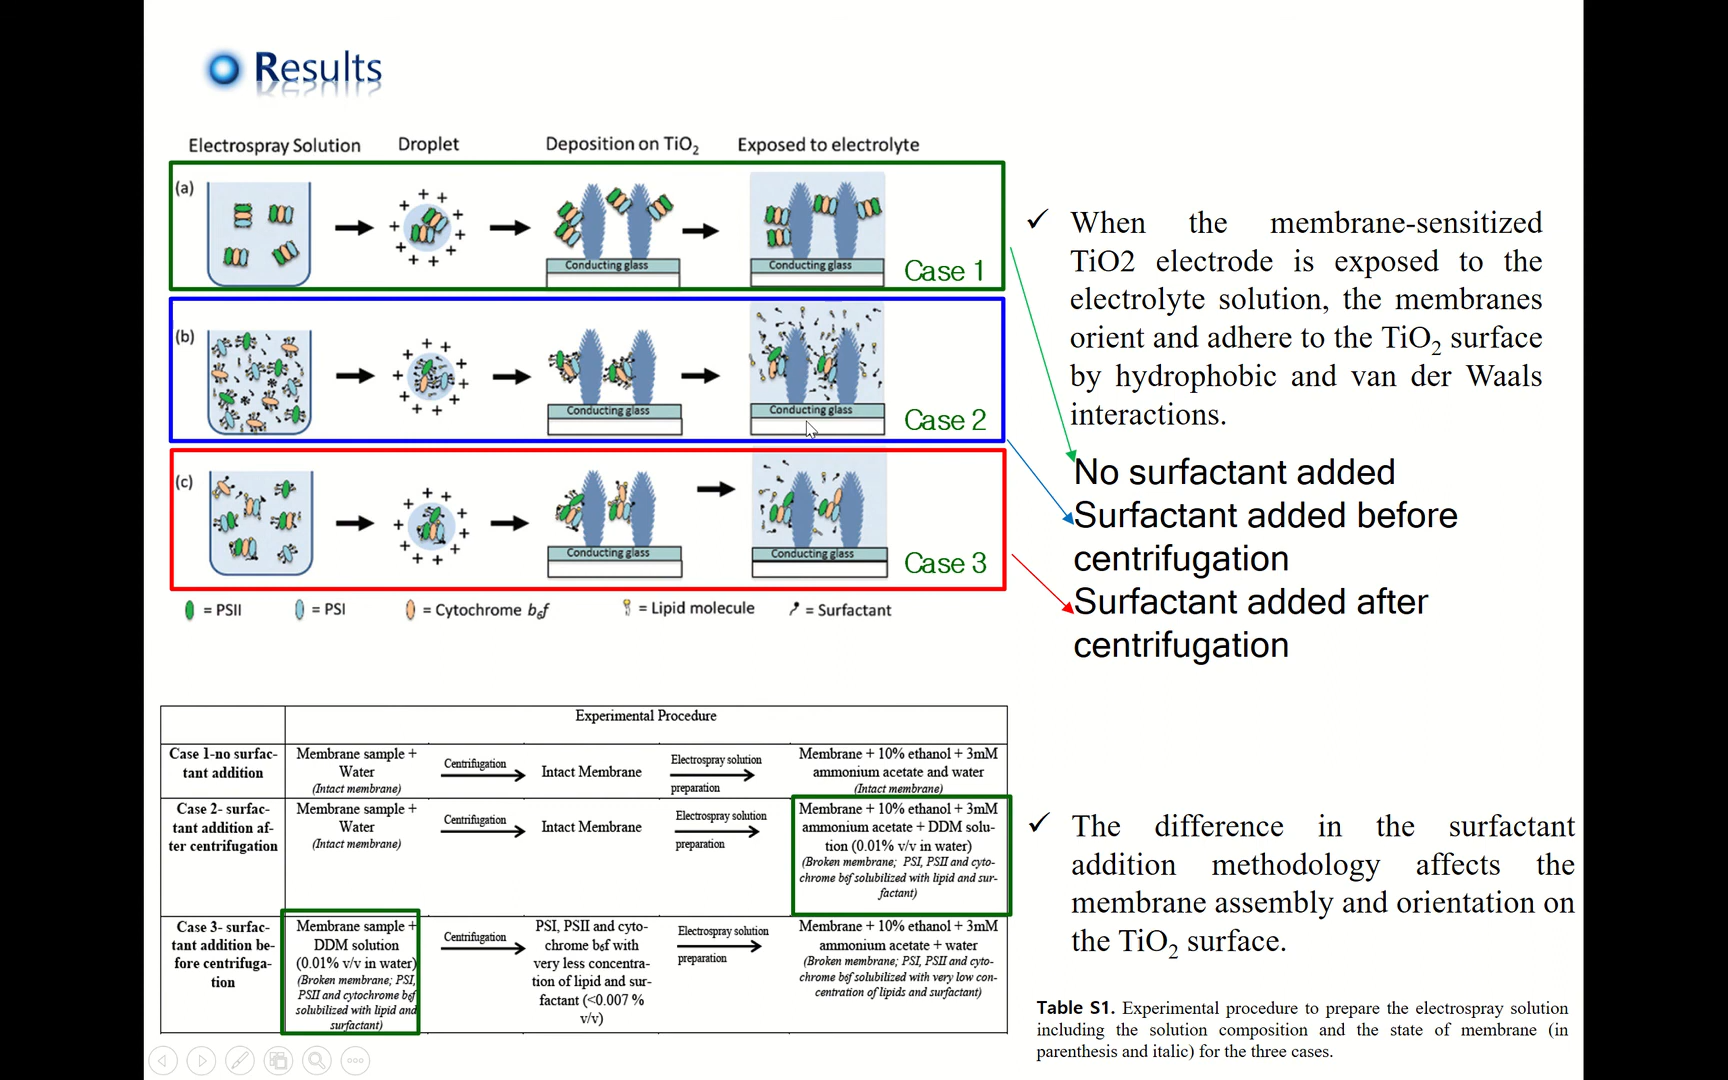 Results
Electrospray Solution
Droplet
Deposition on TiO2
Exposed to electrolyte
(a)
Conducting glass
Conducting glass
Case 1
(b)
Conducting glass
Conducting glass
Case 2
(c)
Conducting glass
Conducting glass
Case 3
= PSII
= PSI
= Cytochrome b6f
= Lipid molecule
= Surfactant
✓ When the membrane-sensitized
TiO2 electrode is exposed to the
electrolyte solution, the membranes
orient and adhere to the TiO2 surface
by hydrophobic and van der Waals
interactions.
No surfactant added
Surfactant added before
centrifugation
Surfactant added after
centrifugation
Experimental Procedure
Case 1-no surfac-
tant addition
Membrane sample +
Water
(Intact membrane)
Centrifugation
Intact Membrane
Electrospray solution
preparation
Membrane + 10% ethanol + 3mM
ammonium acetate and water
(Intact membrane)
Case 2- surfac-
tant addition af-
ter centrifugation
Membrane sample +
Water
(Intact membrane)
Centrifugation
Intact Membrane
Electrospray solution
preparation
Membrane + 10% ethanol + 3mM
ammonium acetate + DDM solu-
tion (0.01% v/v in water)
(Broken membrane; PSI, PSII and cyto-
chrome b6f solubilized with lipid and sur-
factant)
Case 3- surfac-
tant addition be-
fore centrifuga-
tion
Membrane sample +
DDM solution
(0.01% v/v in water)
(Broken membrane; PSI,
PSII and cytochrome b6f
solubilized with lipid and
surfactant)
Centrifugation
PSI, PSII and cyto-
chrome b6f with
very less concentra-
tion of lipid and sur-
factant (<0.007 %
v/v)
Electrospray solution
preparation
Membrane + 10% ethanol + 3mM
ammonium acetate + water
(Broken membrane; PSI, PSII and cyto-
chrome b6f solubilized with very low con-
centration of lipids and surfactant)
✓ The difference in the surfactant
addition methodology affects the
membrane assembly and orientation on
the TiO2 surface.
Table S1. Experimental procedure to prepare the electrospray solution
including the solution composition and the state of membrane (in
parenthesis and italic) for the three cases.